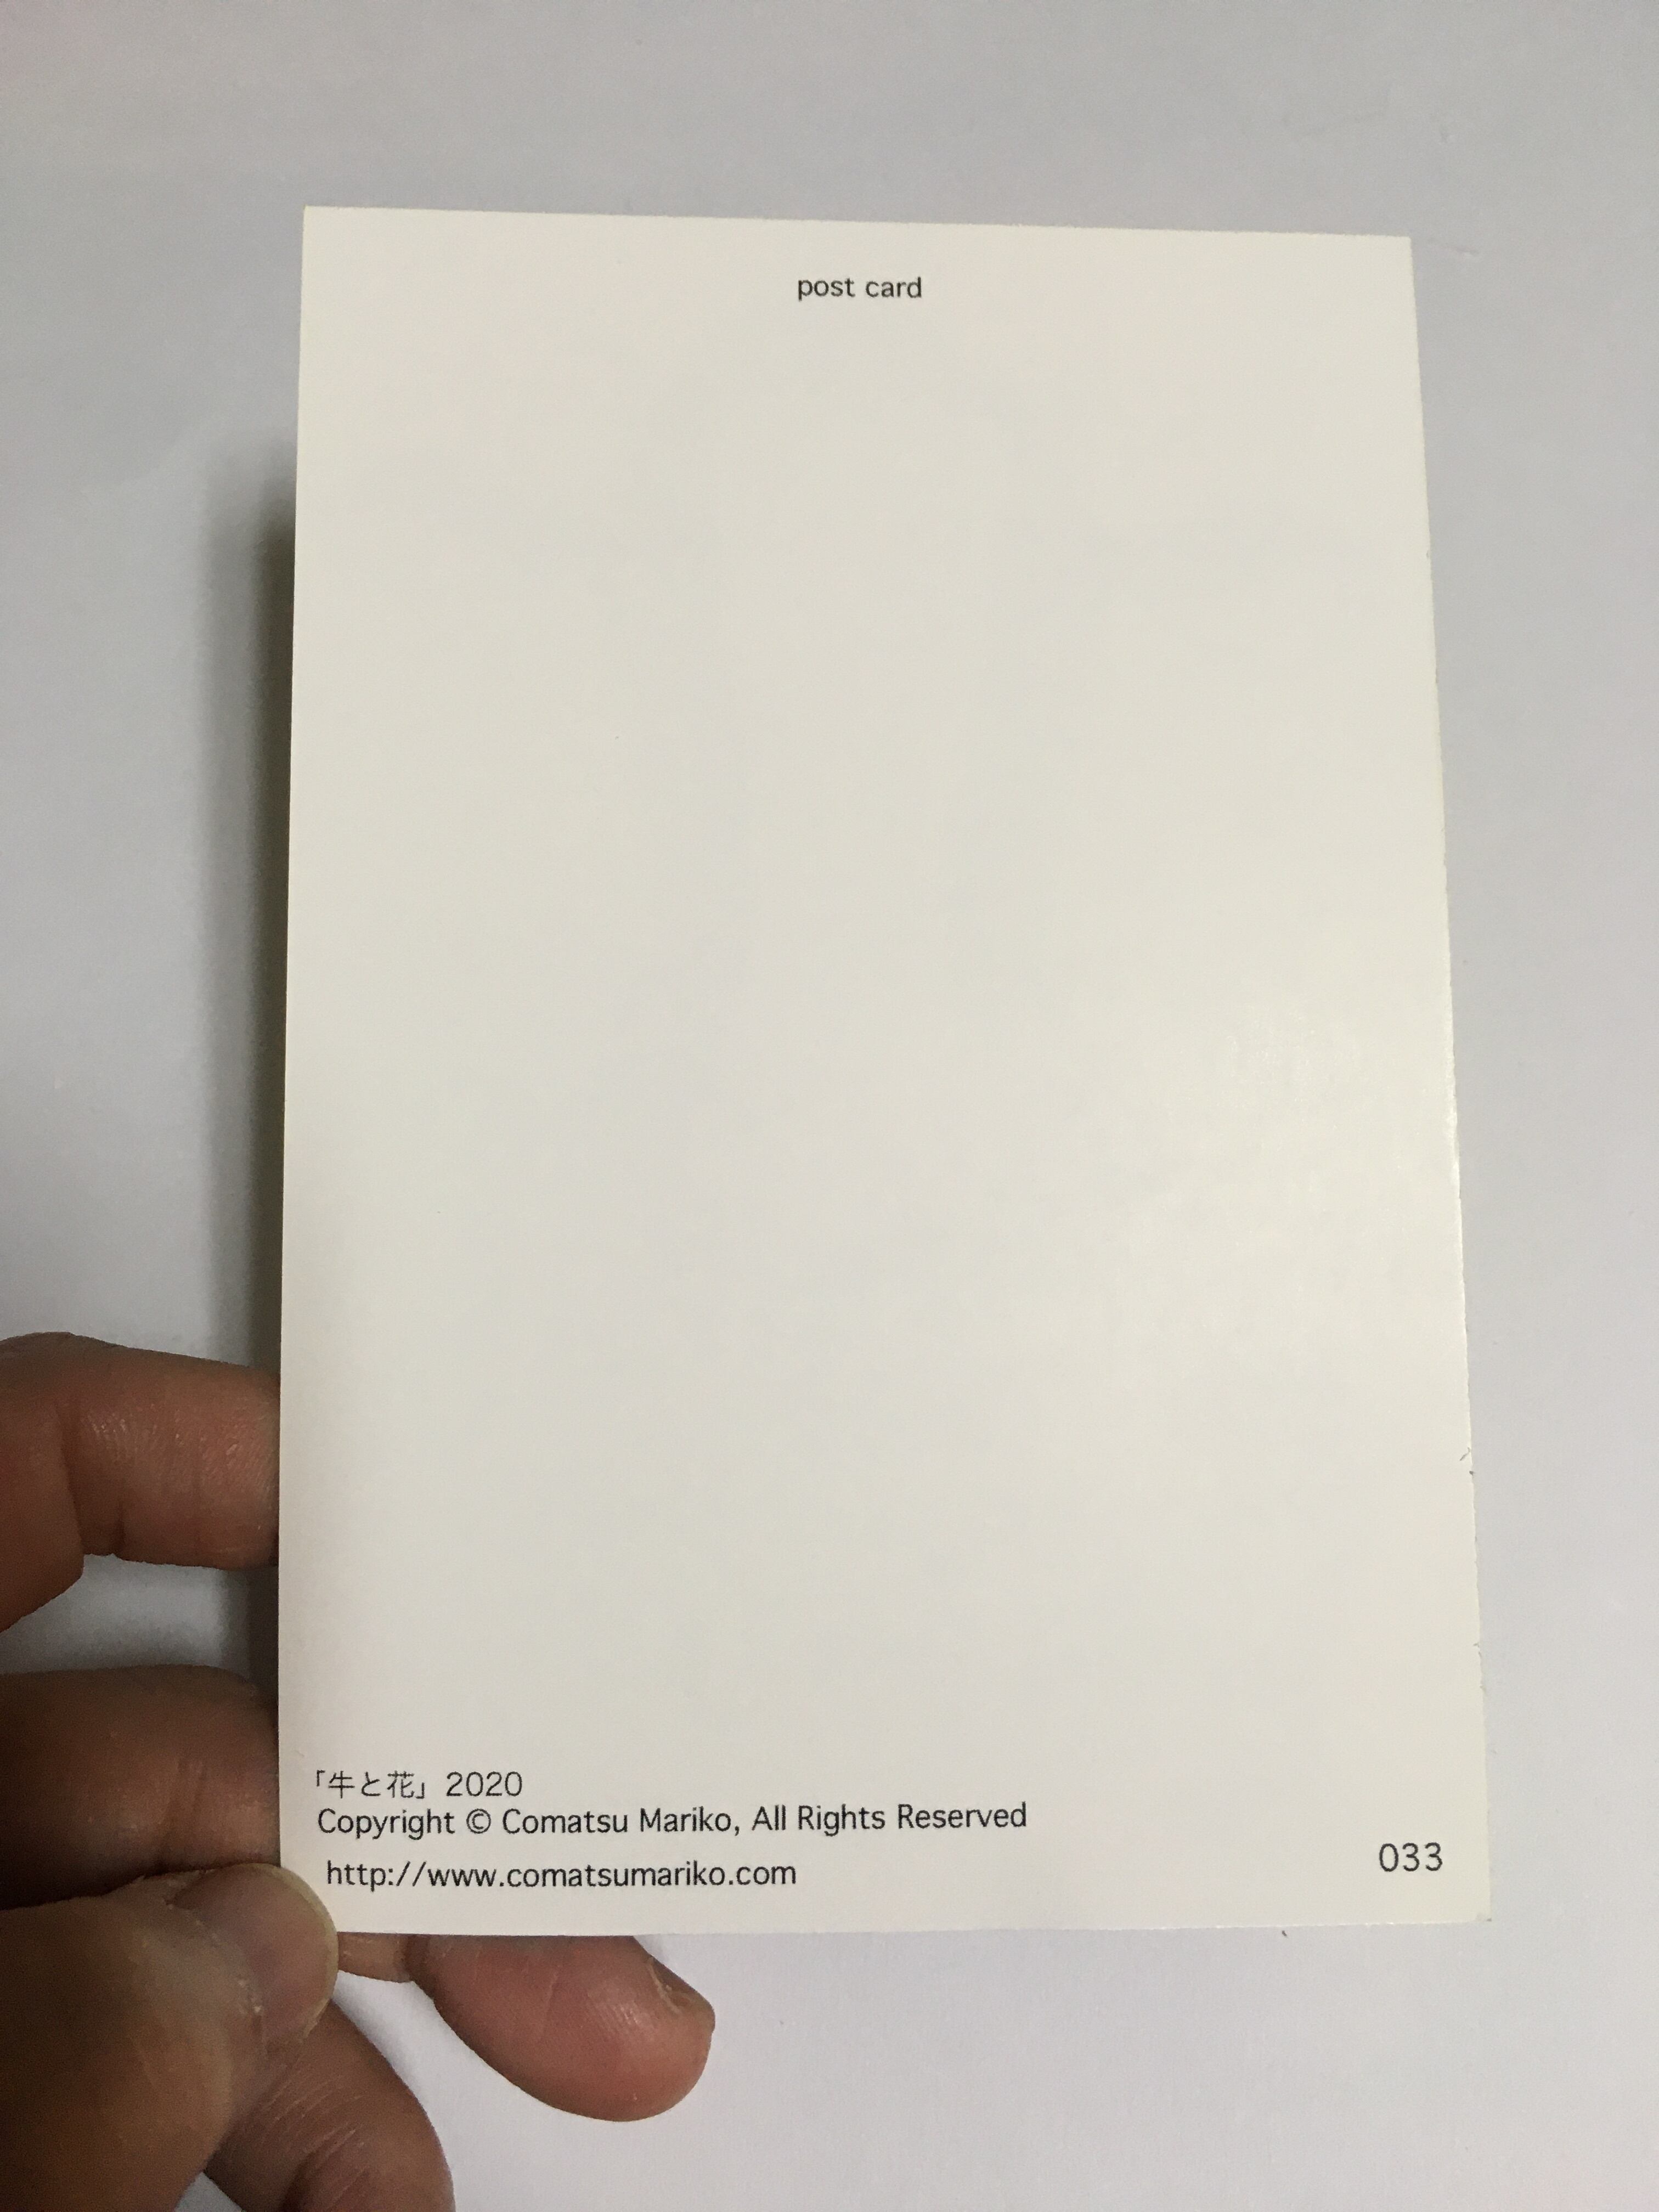 post card
「牛と花」2020
Copyright © Comatsu Mariko, All Rights Reserved
http://www.comatsumariko.com
033